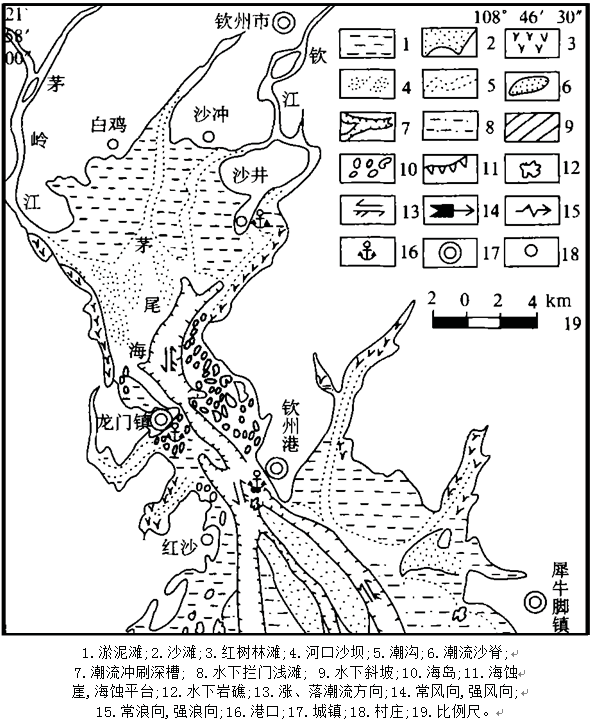 21°
58′
00″
108° 46′ 30″
钦州市
钦
江
茅
岭
江
白鸡
沙冲
沙井
茅
尾
海
龙门镇
钦州港
红沙
犀牛脚镇
1
2
3
4
5
6
7
8
9
10
11
12
13
14
15
16
17
18
2 0 2 4 km
19
1.淤泥滩;2.沙滩;3.红树林滩;4.河口沙坝;5.潮沟;6.潮流沙脊;
7.潮流冲刷深槽; 8.水下拦门浅滩; 9.水下斜坡;10.海岛;11.海蚀
崖,海蚀平台;12.水下岩礁;13.涨、落潮流方向;14.常风向,强风向;
15.常浪向,强浪向;16.港口;17.城镇;18.村庄;19.比例尺。